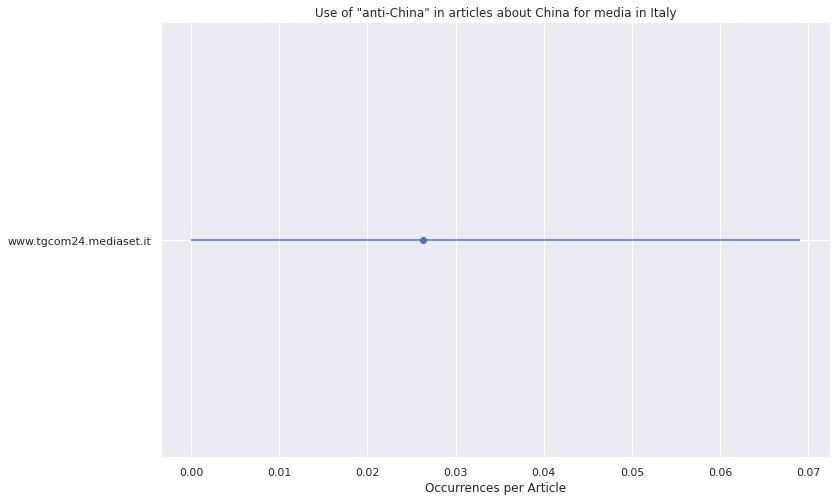 Use of "anti-China" in articles about China for media in Italy
www.tgcom24.mediaset.it
0.00 0.01 0.02 0.03 0.04 0.05 0.06 0.07
Occurrences per Article